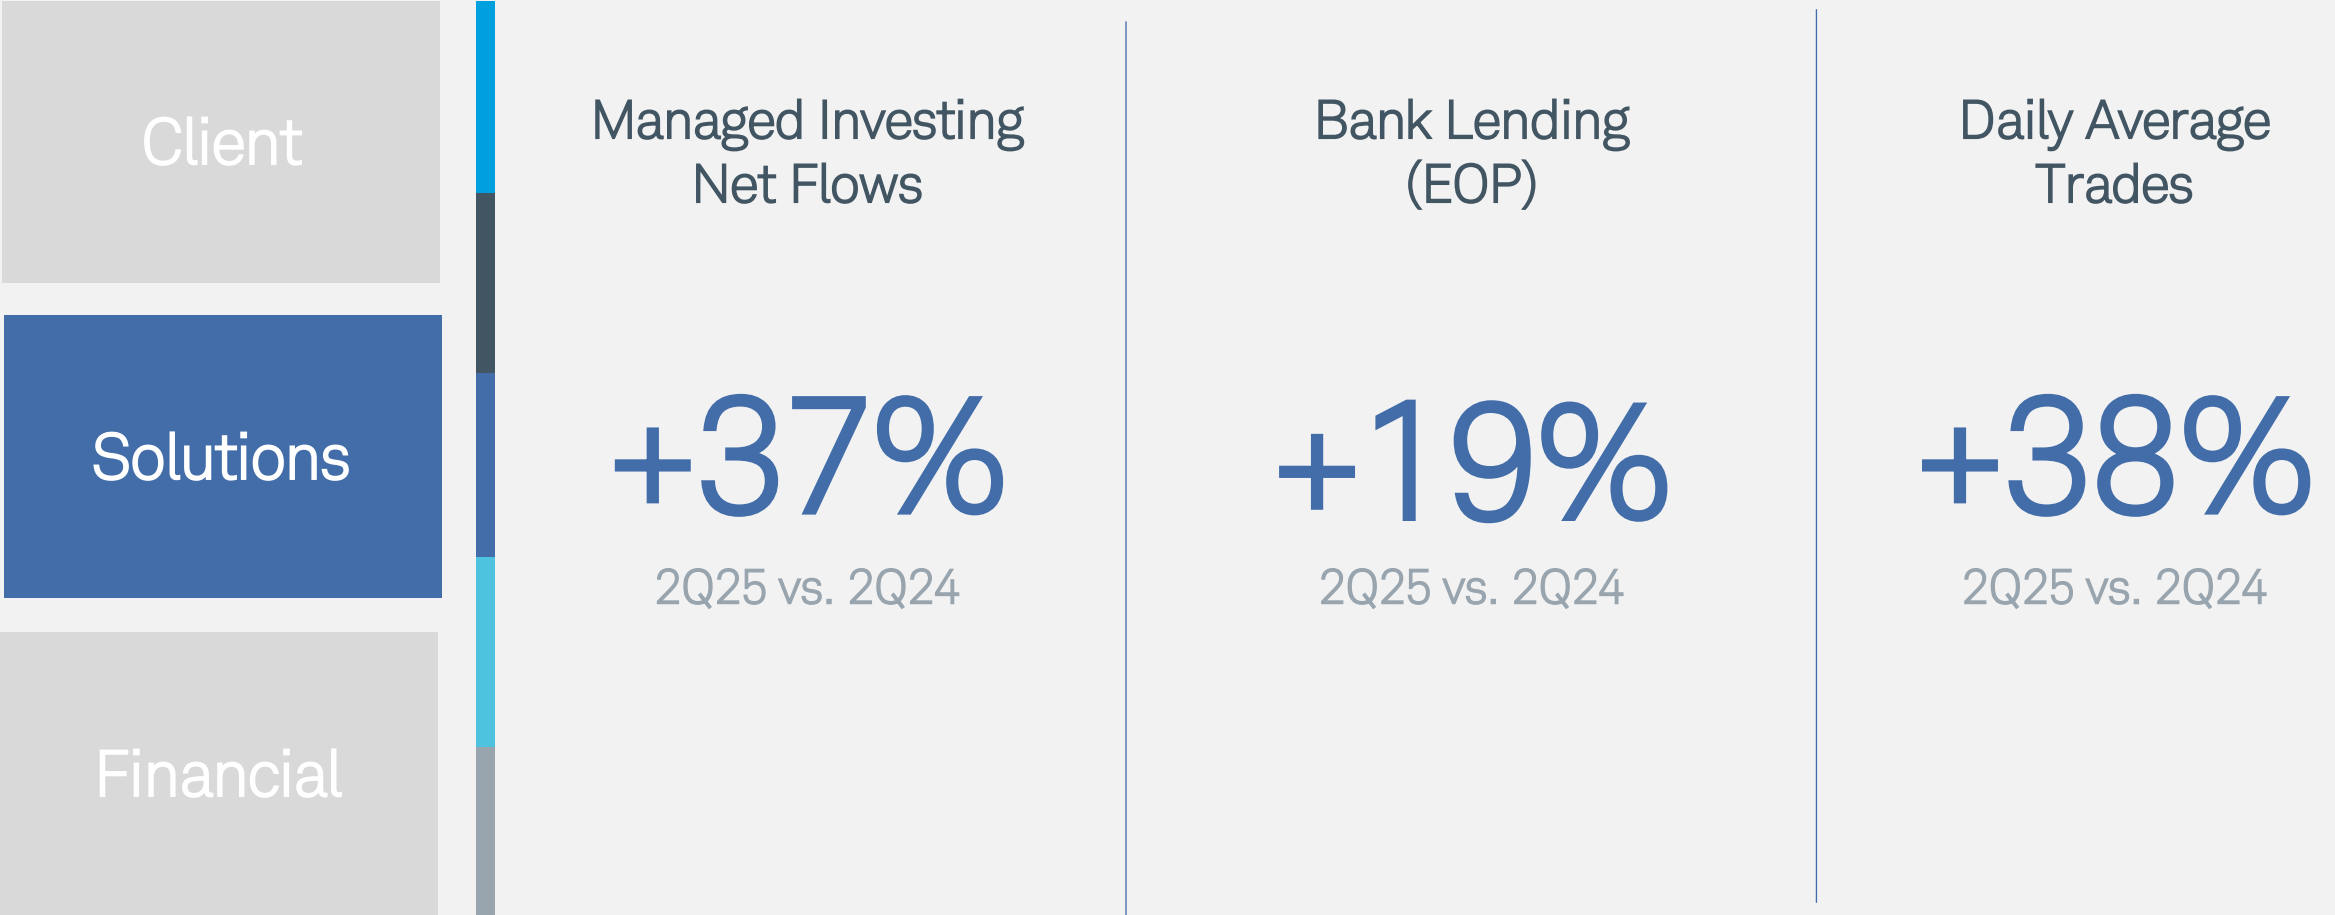 Client
Solutions
Financial
Managed Investing
Net Flows
+37%
2Q25 vs. 2Q24
Bank Lending
(EOP)
+19%
2Q25 vs. 2Q24
Daily Average
Trades
+38%
2Q25 vs. 2Q24